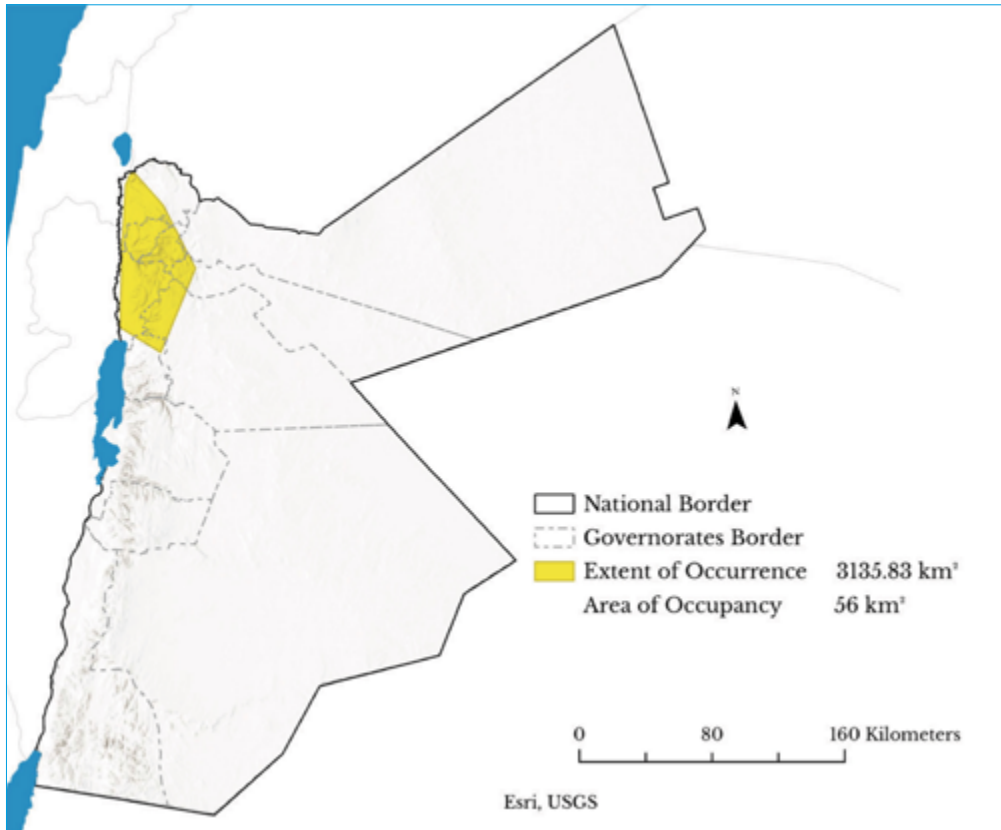 N
National Border
Governorates Border
Extent of Occurrence 3135.83 km²
Area of Occupancy 56 km²
0 80 160 Kilometers
Esri, USGS